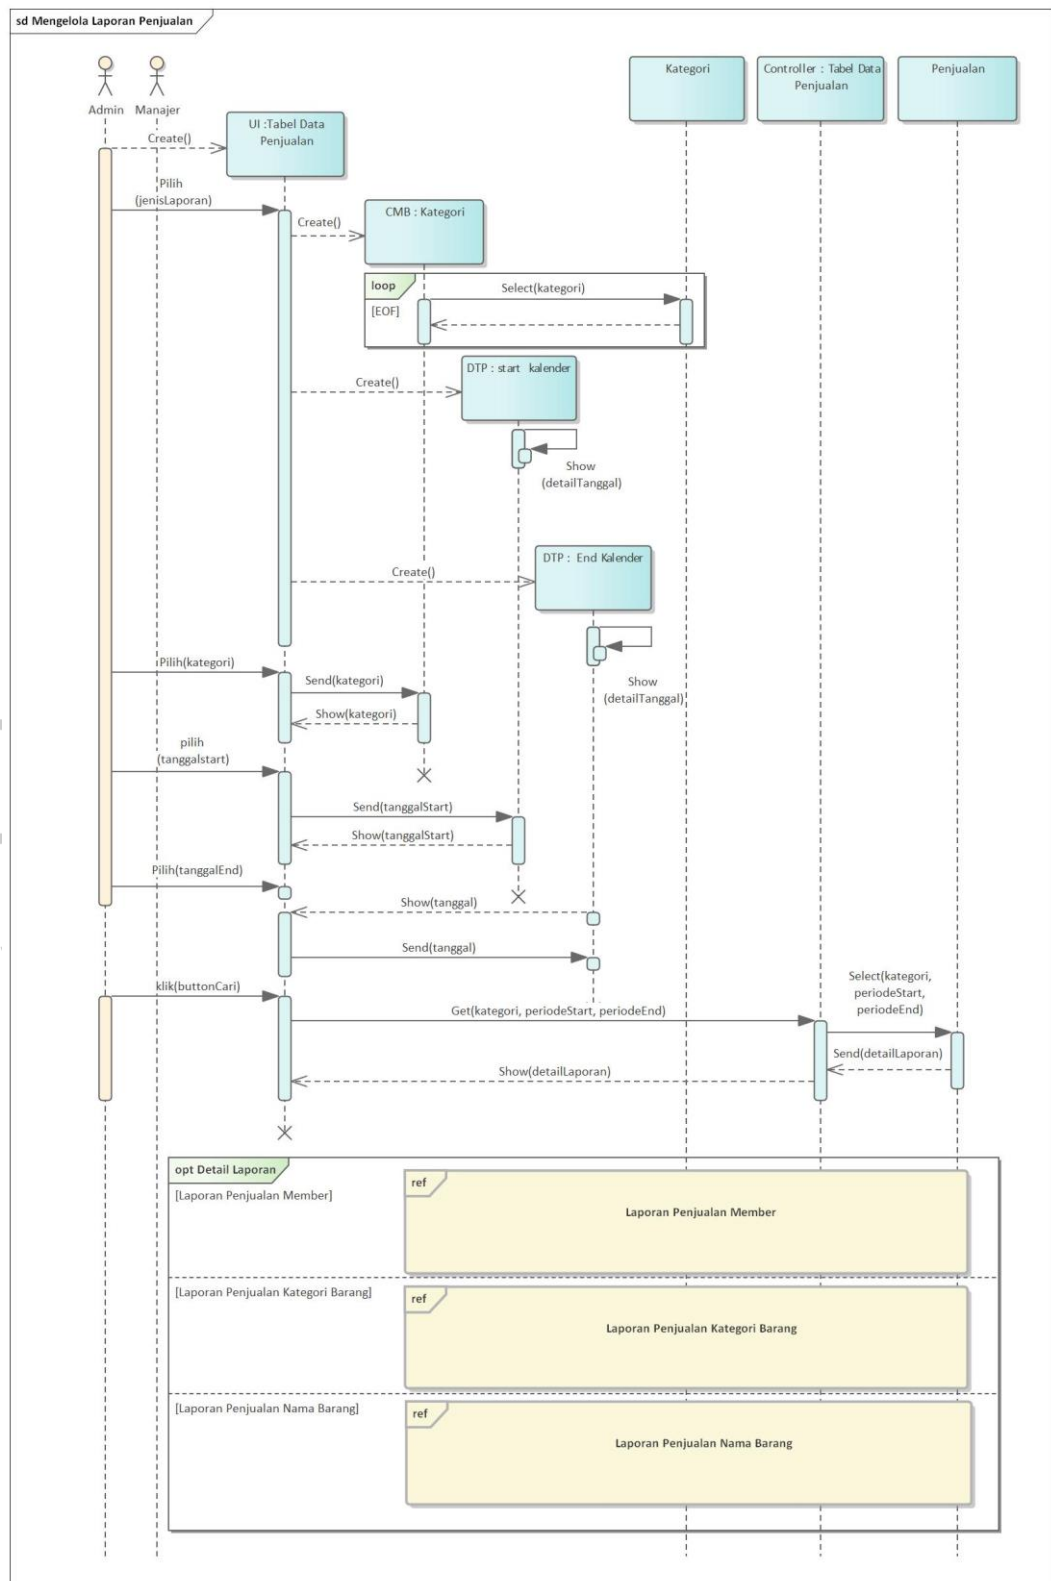 sd Mengelola Laporan Penjualan
Admin
Manajer
Kategori
Controller : Tabel Data
Penjualan
Penjualan
UI :Tabel Data
Penjualan
Create()
Pilih
(jenisLaporan)
CMB : Kategori
Create()
loop
[EOF]
Select(kategori)
DTP : start kalender
Create()
Show
(detailTanggal)
DTP : End Kalender
Create()
Show
(detailTanggal)
Pilih(kategori)
Send(kategori)
Show(kategori)
pilih
(tanggalstart)
Send(tanggalStart)
Show(tanggalStart)
Pilih(tanggalEnd)
Show(tanggal)
Send(tanggal)
klik(buttonCari)
Get(kategori, periodeStart, periodeEnd)
Select(kategori,
periodeStart,
periodeEnd)
Send(detailLaporan)
Show(detailLaporan)
opt Detail Laporan
[Laporan Penjualan Member]
ref
Laporan Penjualan Member
[Laporan Penjualan Kategori Barang]
ref
Laporan Penjualan Kategori Barang
[Laporan Penjualan Nama Barang]
ref
Laporan Penjualan Nama Barang